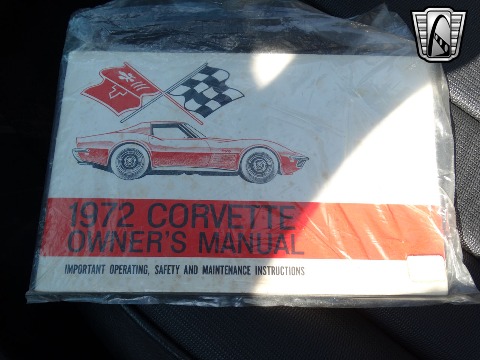 1972 CORVETTE
OWNER'S MANUAL
IMPORTANT OPERATING, SAFETY AND MAINTENANCE INSTRUCTIONS